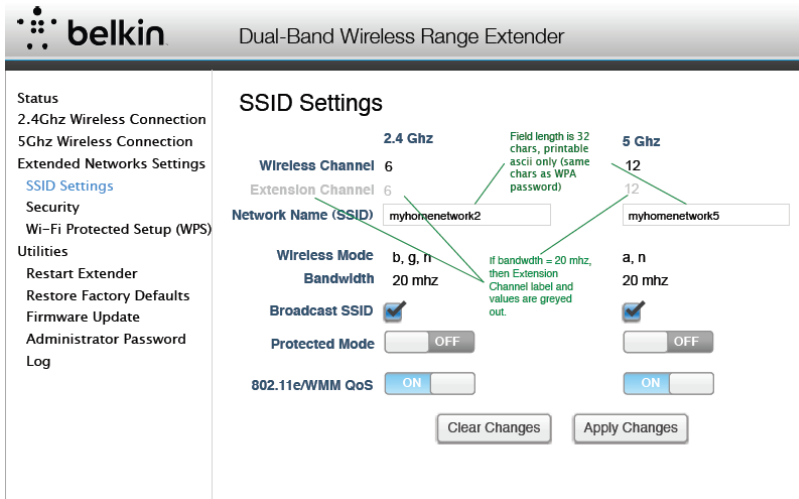 belkin
Dual-Band Wireless Range Extender
Status
2.4Ghz Wireless Connection
5Ghz Wireless Connection
Extended Networks Settings
SSID Settings
Security
Wi-Fi Protected Setup (WPS)
Utilities
Restart Extender
Restore Factory Defaults
Firmware Update
Administrator Password
Log
SSID Settings
2.4 Ghz
5 Ghz
Field length is 32
chars, printable
ascii only (same
chars as WPA
password)
Wireless Channel 6 12
Extension Channel 6 12
Network Name (SSID) myhomenetwork2 myhomenetwork5
If bandwdth = 20 mhz,
then Extension
Channel label and
values are greyed
out.
Wireless Mode b, g, n a, n
Bandwidth 20 mhz 20 mhz
Broadcast SSID
Protected Mode OFF OFF
802.11e/WMM QoS ON ON
Clear Changes Apply Changes